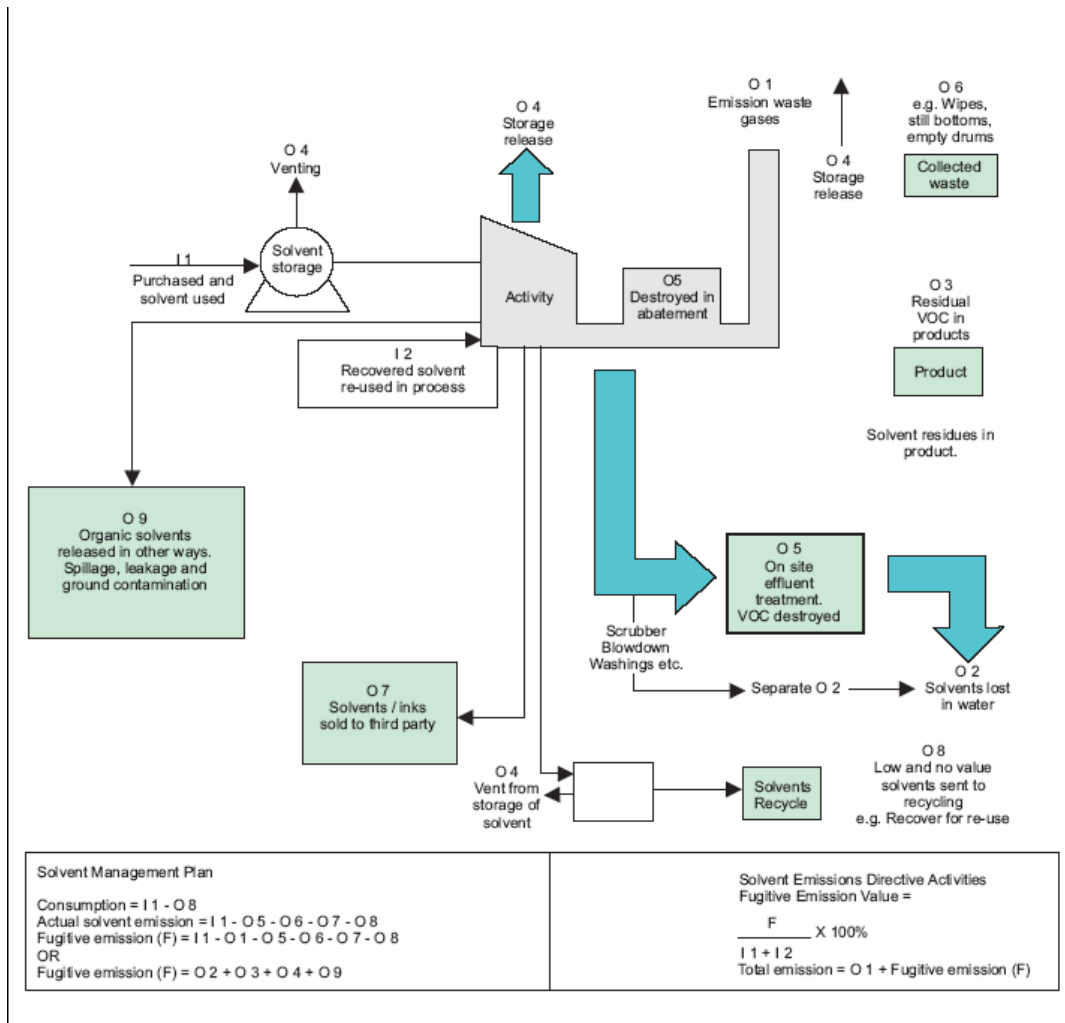 O 1
Emission waste
gases
O 4
Storage
release
O 6
e.g. Wipes,
still bottoms,
empty drums
Collected
waste
O 4
Venting
O 4
Storage
release
I 1
Purchased and
solvent used
Solvent
storage
Activity
O5
Destroyed in
abatement
O 3
Residual
VOC in
products
Product
Solvent residues in
product.
I 2
Recovered solvent
re-used in process
O 9
Organic solvents
released in other ways.
Spillage, leakage and
ground contamination
O 5
On site
effluent
treatment.
VOC destroyed
Scrubber
Blowdown
Washings etc.
Separate O 2
O 2
Solvents lost
in water
O 7
Solvents / inks
sold to third party
O 4
Vent from
storage of
solvent
Solvents
Recycle
O 8
Low and no value
solvents sent to
recycling
e.g. Recover for re-use
Solvent Management Plan
Consumption = I 1 - O 8
Actual solvent emission = I 1 - O 5 - O 6 - O 7 - O 8
Fugitive emission (F) = I 1 - O 1 - O 5 - O 6 - O 7 - O 8
OR
Fugitive emission (F) = O 2 + O 3 + O 4 + O 9
Solvent Emissions Directive Activities
Fugitive Emission Value =
F
X 100%
I 1 + I 2
Total emission = O 1 + Fugitive emission (F)